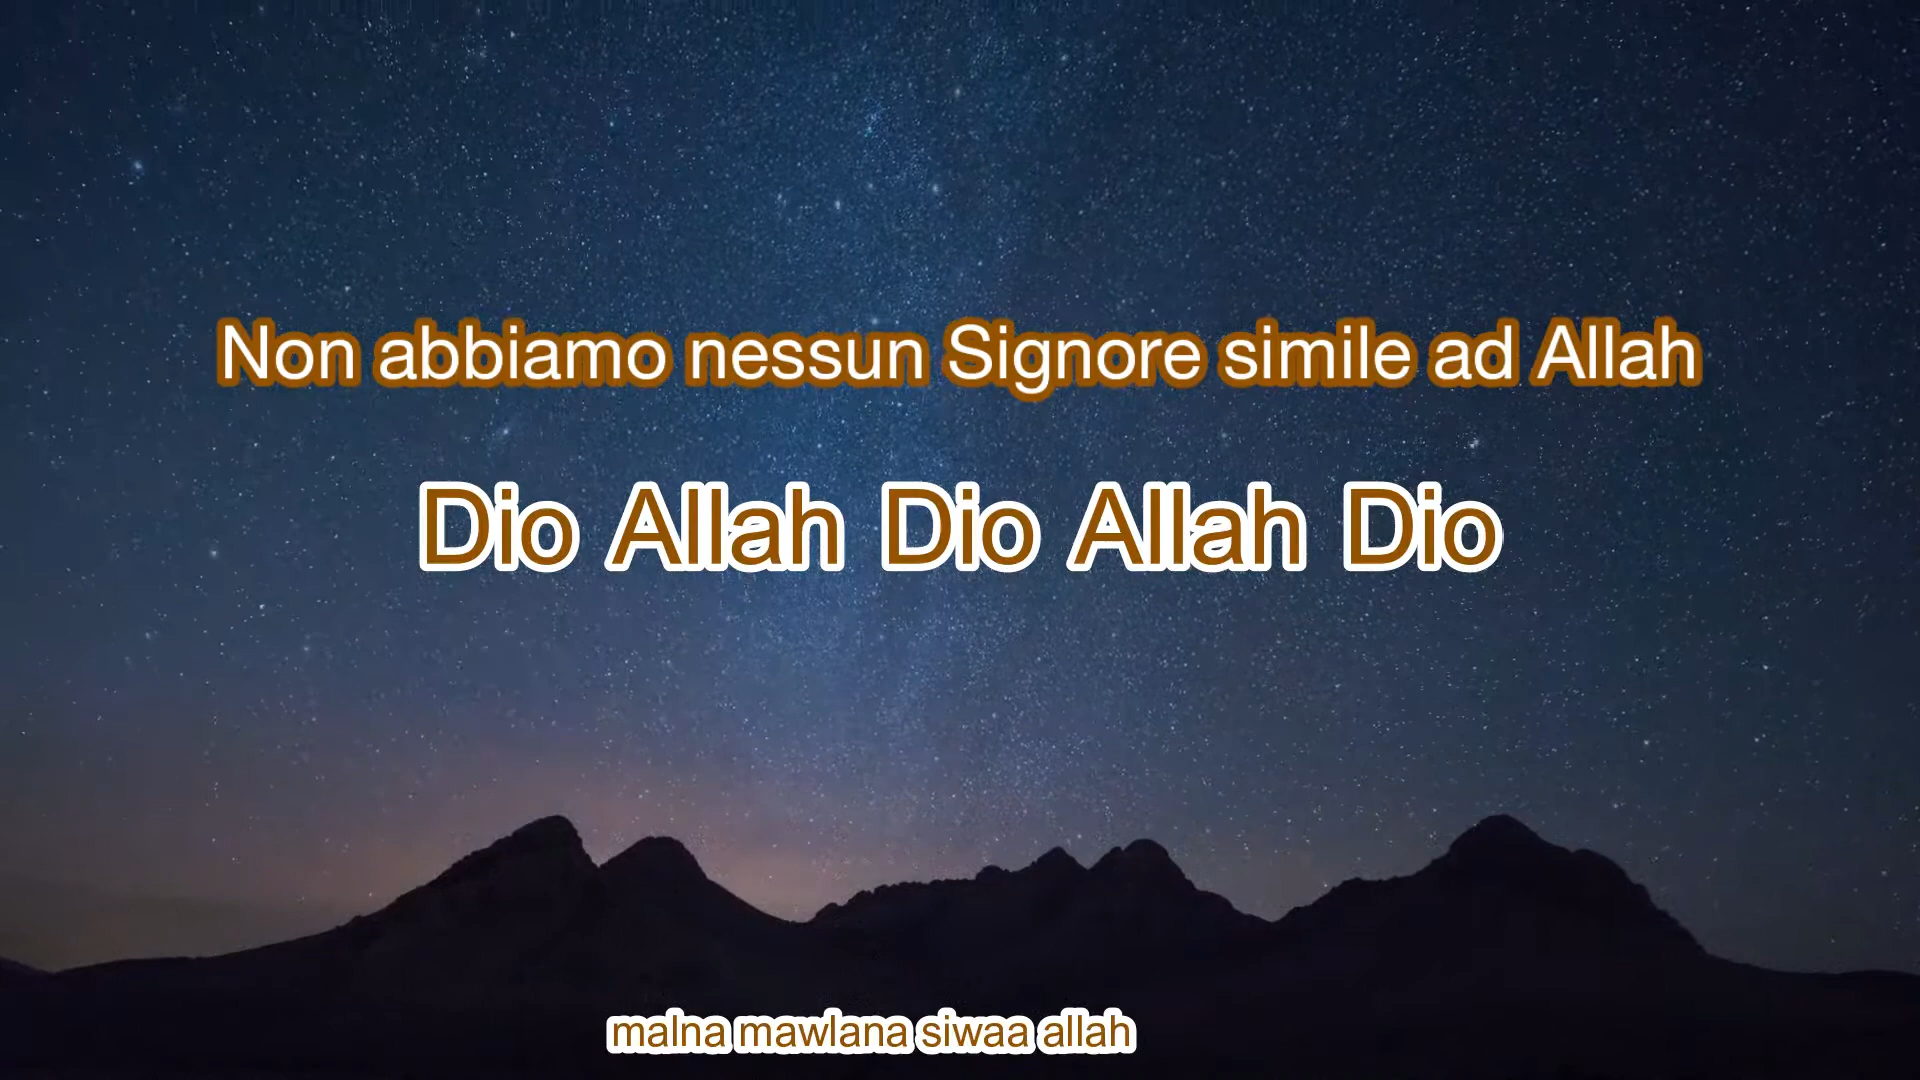 Non abbiamo nessun Signore simile ad Allah
Dio Allah Dio Allah Dio
malna mawlana siwaa allah